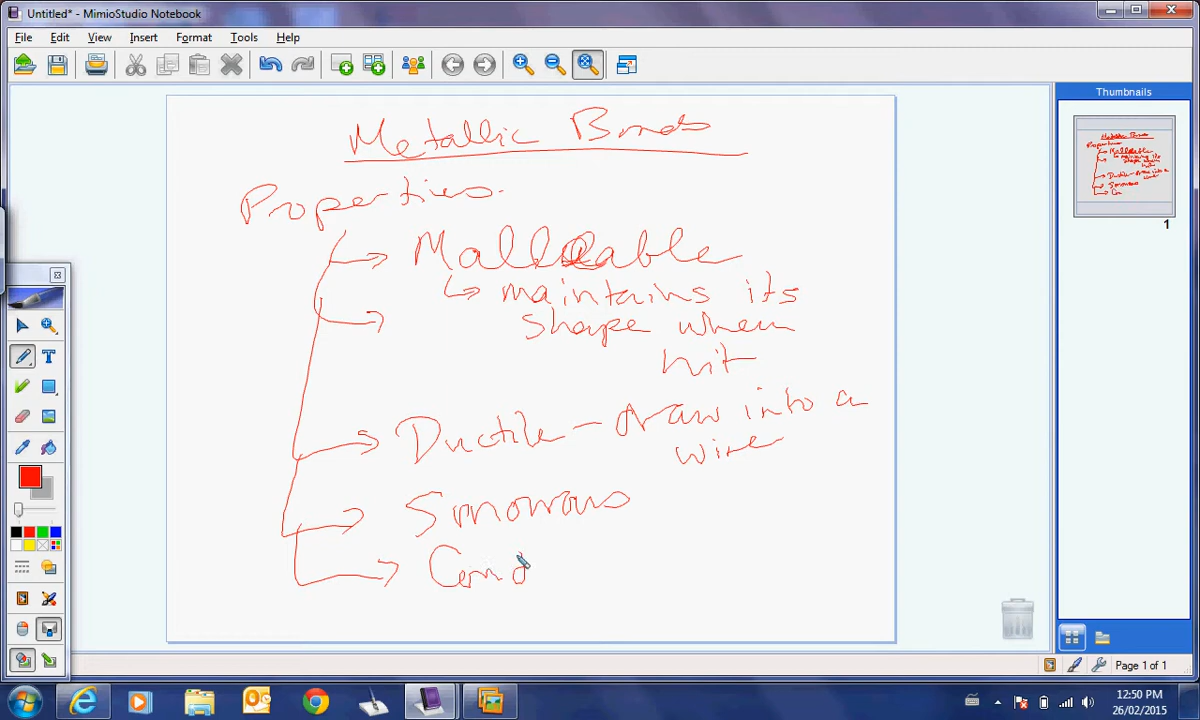 Untitled* - MimioStudio Notebook
File Edit View Insert Format Tools Help
Thumbnails
Metallic Bonds
Properties.
Malleable
maintains its
shape when
hit
Ductile - draw into a
wire
Sonorous
Cond
1
Page 1 of 1
12:50 PM
26/02/2015